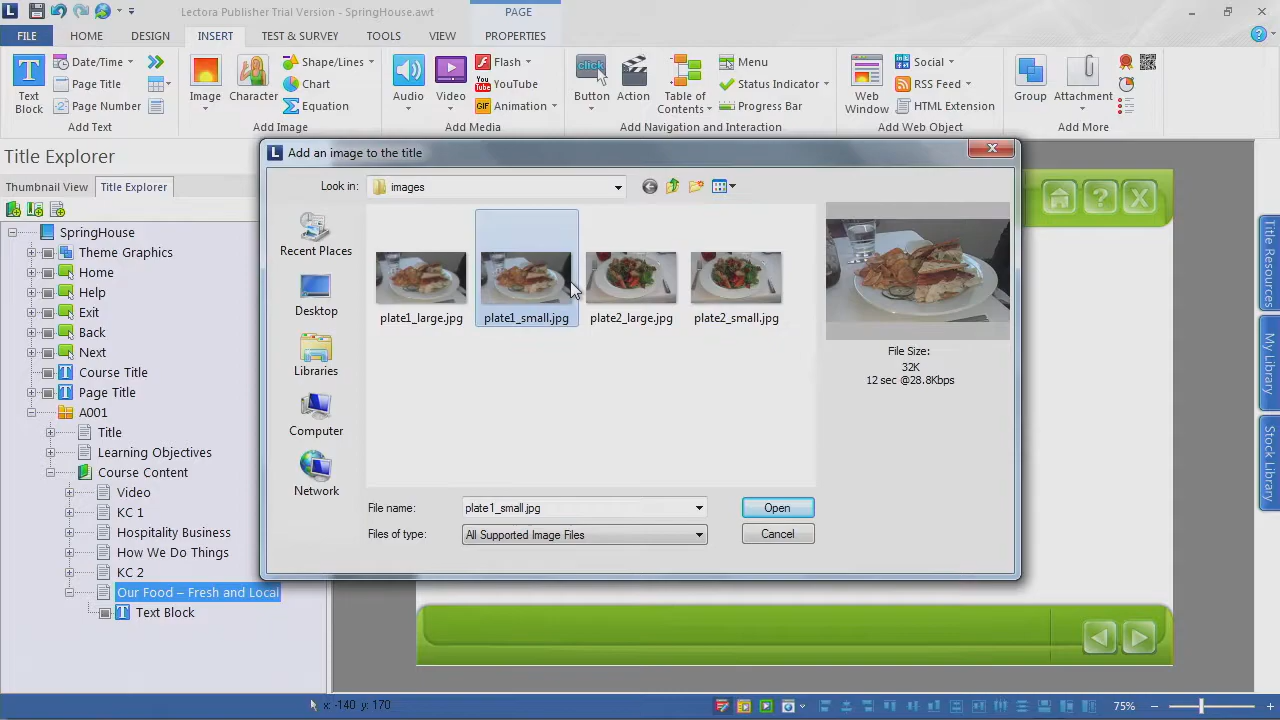 Lectora Publisher Trial Version - SpringHouse.awt
PAGE
FILE
HOME
DESIGN
INSERT
TEST & SURVEY
TOOLS
VIEW
PROPERTIES
Text Block
Date/Time
Page Title
Page Number
Add Text
Image
Character
Shape/Lines
Chart
Equation
Add Image
Audio
Video
Flash
YouTube
Animation
Add Media
click
Button
Action
Table of Contents
Menu
Status Indicator
Progress Bar
Add Navigation and Interaction
Web Window
Social
RSS Feed
HTML Extension
Add Web Object
Group
Attachment
Add More
Title Explorer
Thumbnail View
Title Explorer
SpringHouse
Theme Graphics
Home
Help
Exit
Back
Next
Course Title
Page Title
A001
Title
Learning Objectives
Course Content
Video
KC 1
Hospitality Business
How We Do Things
KC 2
Our Food – Fresh and Local
Text Block
Add an image to the title
Look in:
images
Recent Places
Desktop
Libraries
Computer
Network
plate1_large.jpg
plate1_small.jpg
plate2_large.jpg
plate2_small.jpg
File Size:
32K
12 sec @28.8Kbps
File name:
plate1_small.jpg
Open
Files of type:
All Supported Image Files
Cancel
Title Resources
My Library
Stock Library
x: -140 y: 170
75%